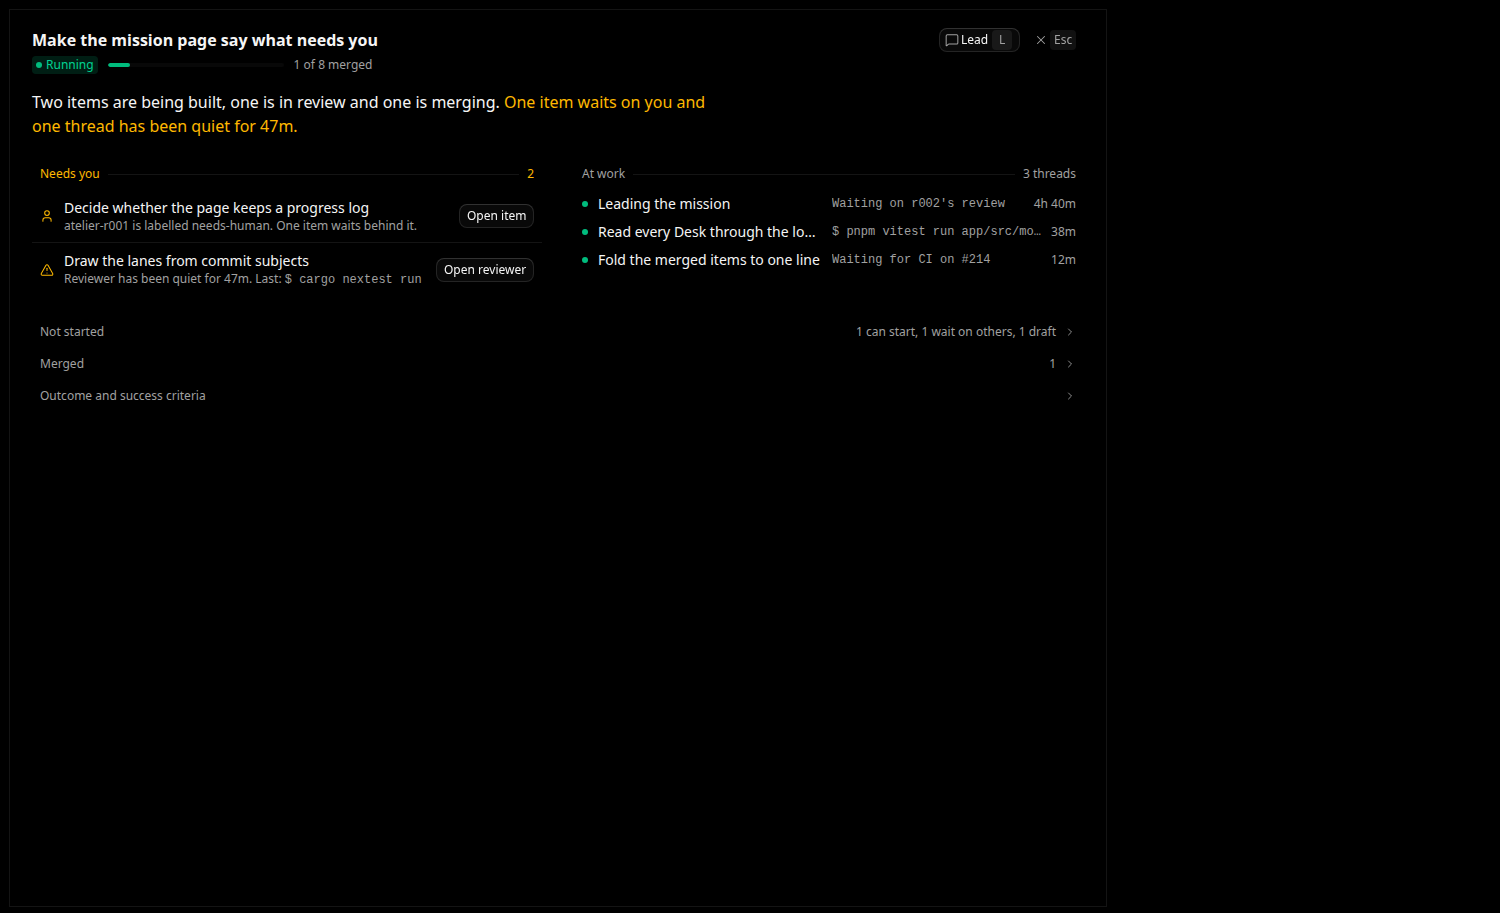 Make the mission page say what needs you
Lead L
Esc
Running
1 of 8 merged
Two items are being built, one is in review and one is merging. One item waits on you and
one thread has been quiet for 47m.
Needs you 2
Decide whether the page keeps a progress log
atelier-r001 is labelled needs-human. One item waits behind it.
Open item
Draw the lanes from commit subjects
Reviewer has been quiet for 47m. Last: $ cargo nextest run
Open reviewer
At work 3 threads
Leading the mission Waiting on r002's review 4h 40m
Read every Desk through the lo… $ pnpm vitest run app/src/mo… 38m
Fold the merged items to one line Waiting for CI on #214 12m
Not started 1 can start, 1 wait on others, 1 draft
Merged 1
Outcome and success criteria